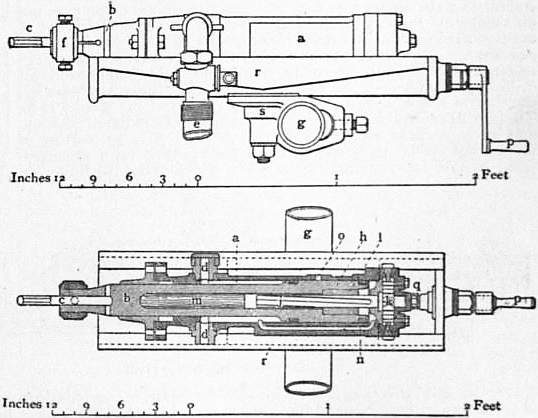 c b
f a
r
s g
e
p
Inches 12 9 6 3 0 1 2 Feet
g
a o h l
d
c b m k q p
d
r n
Inches 12 9 6 3 0 1 2 Feet